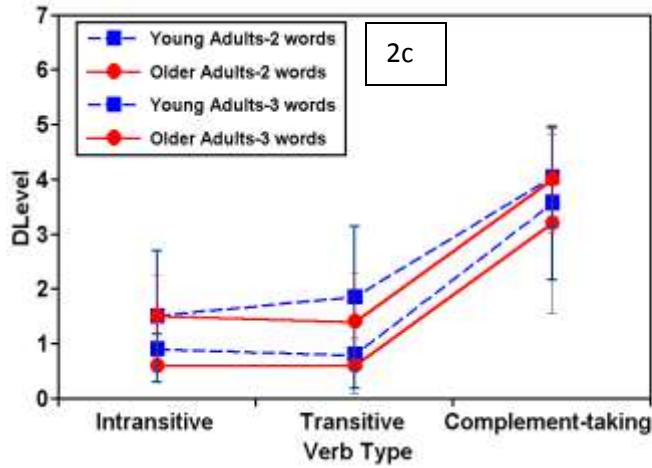 7
6
5
4
3
2
1
0
DLevel
Young Adults-2 words
Older Adults-2 words
Young Adults-3 words
Older Adults-3 words
2c
Intransitive Transitive Complement-taking
Verb Type